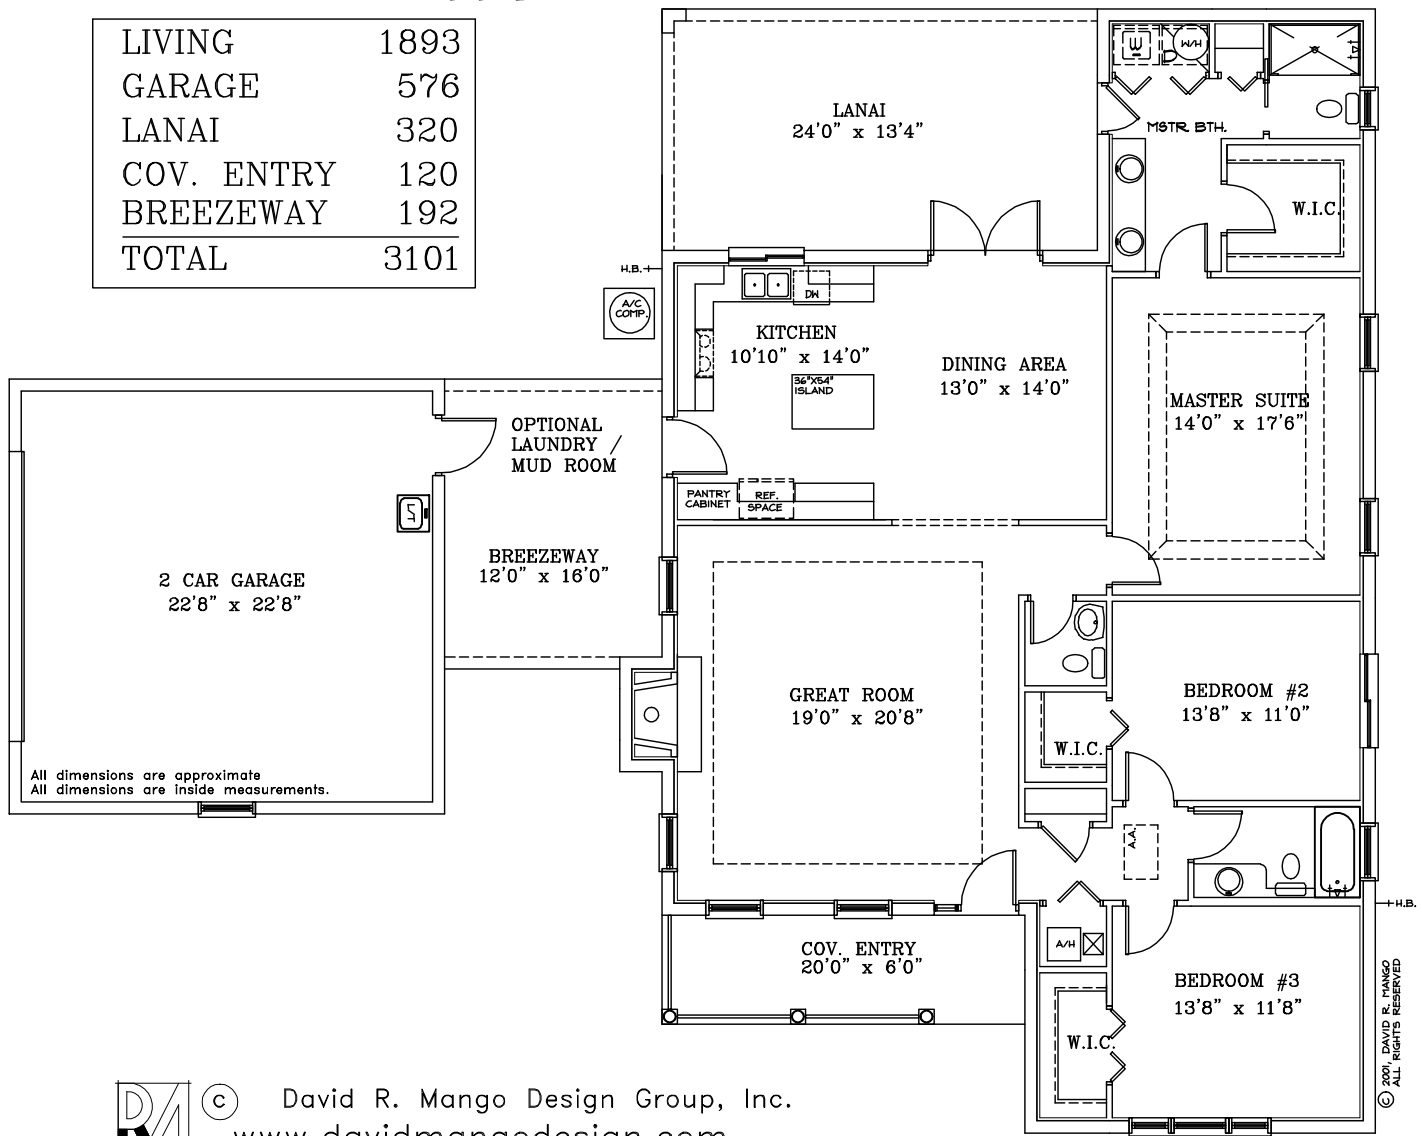 LIVING 1893
GARAGE 576
LANAI 320
COV. ENTRY 120
BREEZEWAY 192
TOTAL 3101
LANAI
24'0" x 13'4"
W/H
MSTR. BTH.
W.I.C.
H.B.
A/C
COMP.
DW
KITCHEN
10'10" x 14'0"
36"X54"
ISLAND
DINING AREA
13'0" x 14'0"
MASTER SUITE
14'0" x 17'6"
OPTIONAL
LAUNDRY /
MUD ROOM
PANTRY
CABINET
REF.
SPACE
BREEZEWAY
12'0" x 16'0"
2 CAR GARAGE
22'8" x 22'8"
GREAT ROOM
19'0" x 20'8"
BEDROOM #2
13'8" x 11'0"
W.I.C.
All dimensions are approximate
All dimensions are inside measurements.
A.A.
H.B.
COV. ENTRY
20'0" x 6'0"
A/H
BEDROOM #3
13'8" x 11'8"
W.I.C.
© 2001, DAVID R. MANGO
ALL RIGHTS RESERVED
© David R. Mango Design Group, Inc.
www.davidmangodesign.com